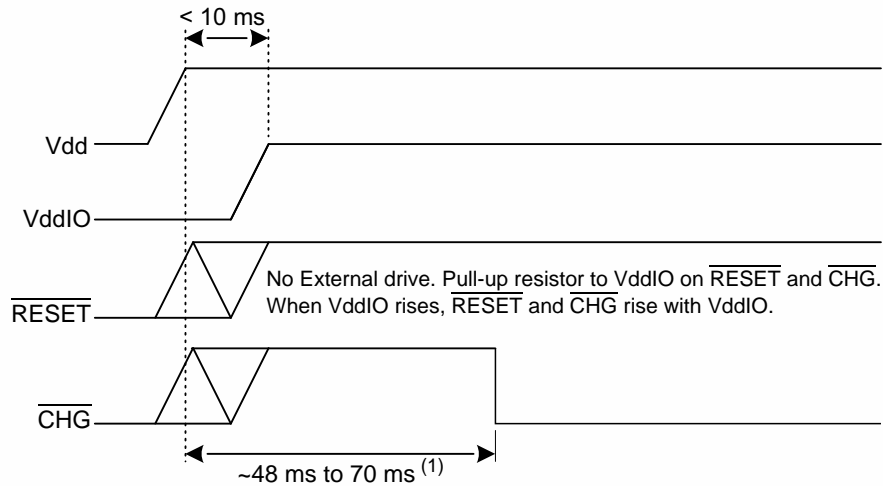 < 10 ms
Vdd
VddIO
No External drive. Pull-up resistor to VddIO on RESET and CHG.
When VddIO rises, RESET and CHG rise with VddIO.
RESET
CHG
~48 ms to 70 ms (1)